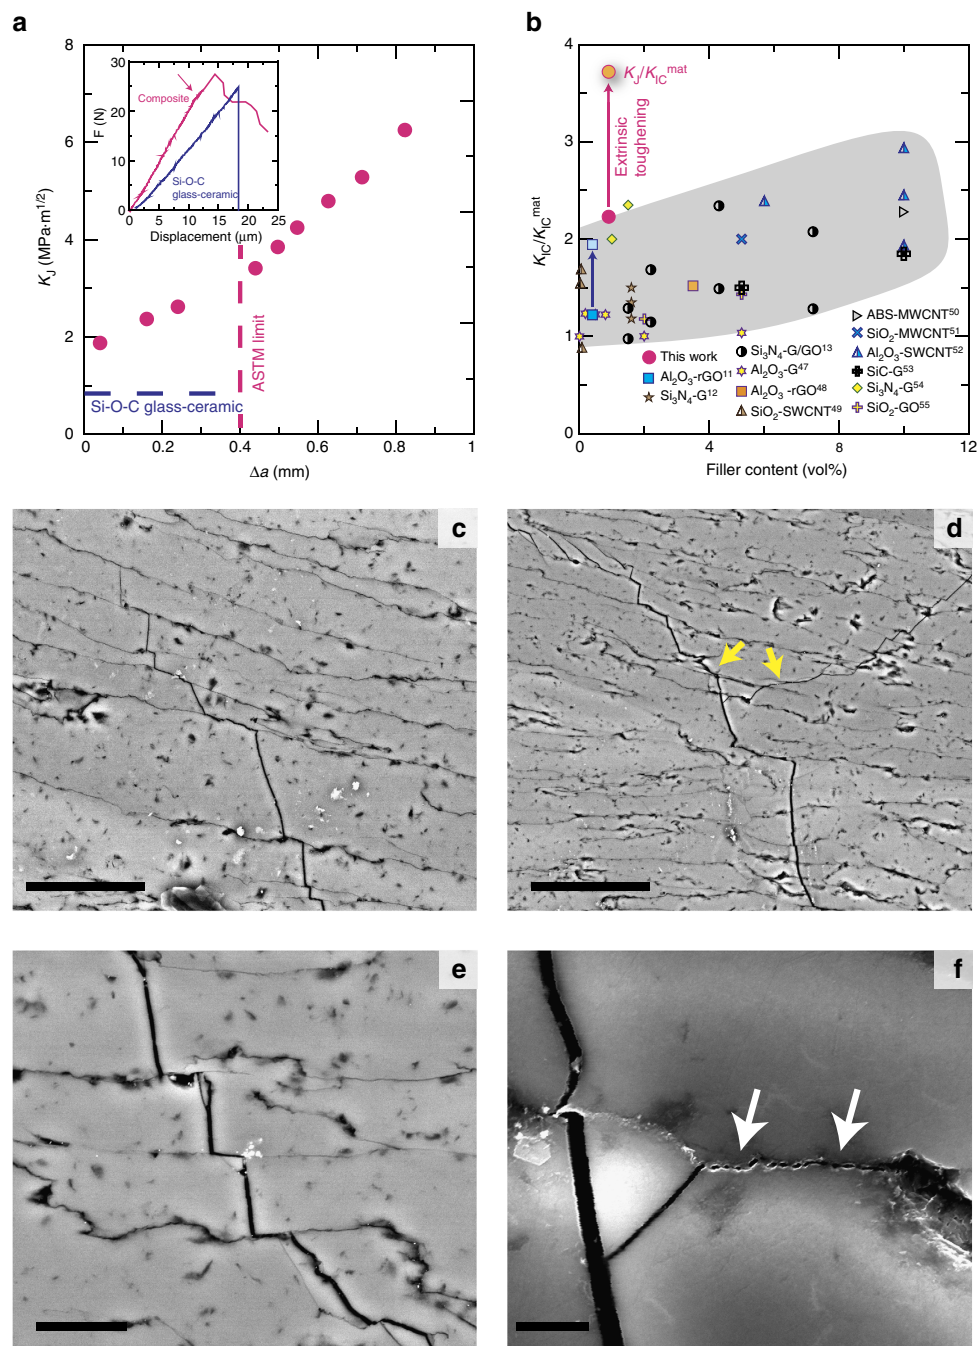 a
8
6
4
2
0
K_J (MPa·m^1/2)
0
0.2
0.4
0.6
0.8
1
Δa (mm)
30
25
20
10
0
F (N)
0
5
10
15
20
25
Displacement (μm)
Composite
Si-O-C
glass-ceramic
ASTM limit
Si-O-C glass-ceramic
b
4
3
2
1
0
K_IC/K_IC^mat
0
4
8
12
Filler content (vol%)
K_J/K_IC^mat
Extrinsic
toughening
This work
Al₂O₃-rGO¹¹
Si₃N₄-G¹²
Si₃N₄-G/GO¹³
Al₂O₃-G⁴⁷
Al₂O₃-rGO⁴⁸
SiO₂-SWCNT⁴⁹
ABS-MWCNT⁵⁰
SiO₂-MWCNT⁵¹
Al₂O₃-SWCNT⁵²
SiC-G⁵³
Si₃N₄-G⁵⁴
SiO₂-GO⁵⁵
c
d
e
f